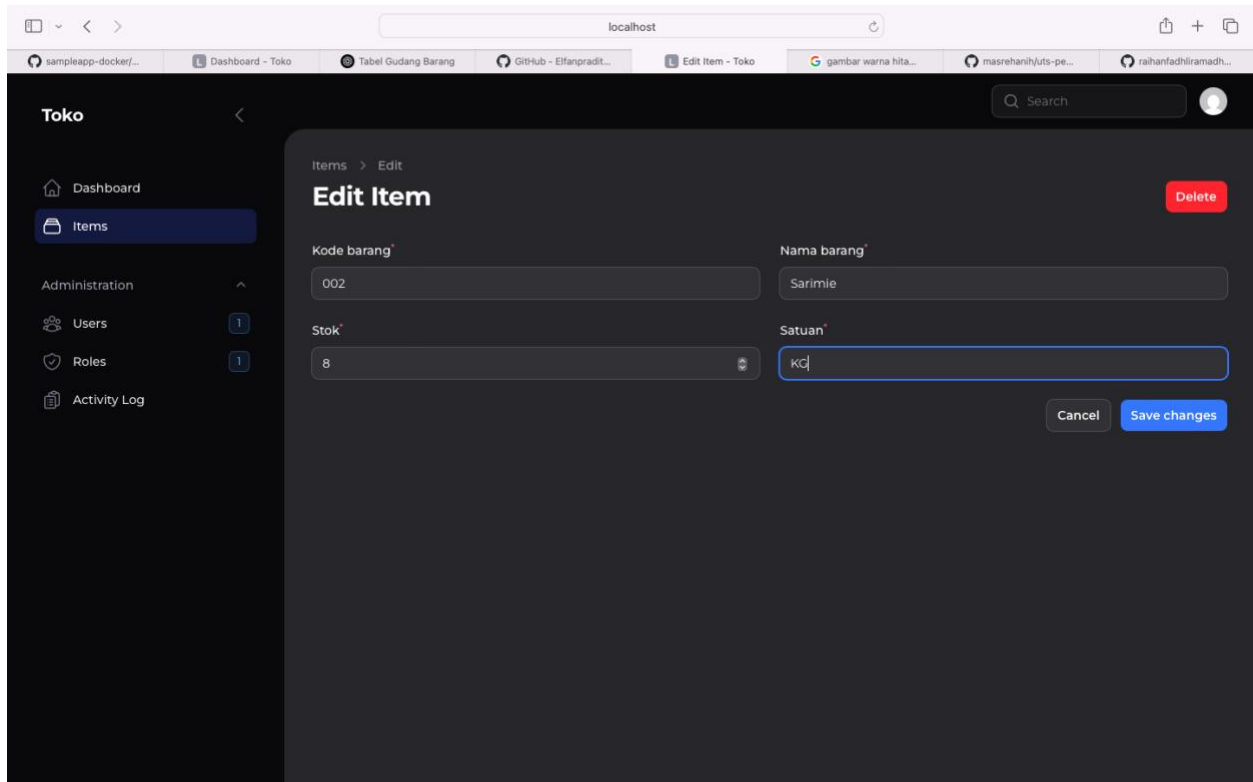 localhost
sampleapp-docker/...
Dashboard - Toko
Tabel Gudang Barang
GitHub - Elfanpradit...
Edit Item - Toko
gambar warna hita...
masrehanih/uts-pe...
raihanfadhliramadh...
Toko
Search
Dashboard
Items
Administration
Users 1
Roles 1
Activity Log
Items > Edit
Edit Item
Delete
Kode barang*
002
Nama barang*
Sarimie
Stok*
8
Satuan*
KG
Cancel
Save changes